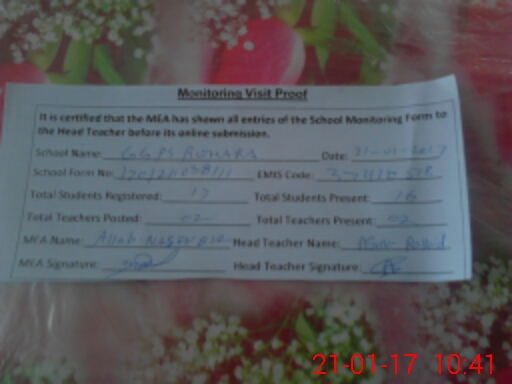 Monitoring Visit Proof
It is certified that the MEA has shown all entries of the School Monitoring Form to
the Head Teacher before its online submission.
School Name: GGPS Date: 21-01-2017
School Form No: EMIS Code:
Total Students Registered: 17 Total Students Present: 16
Total Teachers Posted: 02 Total Teachers Present: 02
MEA Name: Allah Head Teacher Name:
MEA Signature: Head Teacher Signature:
21-01-17 10:41